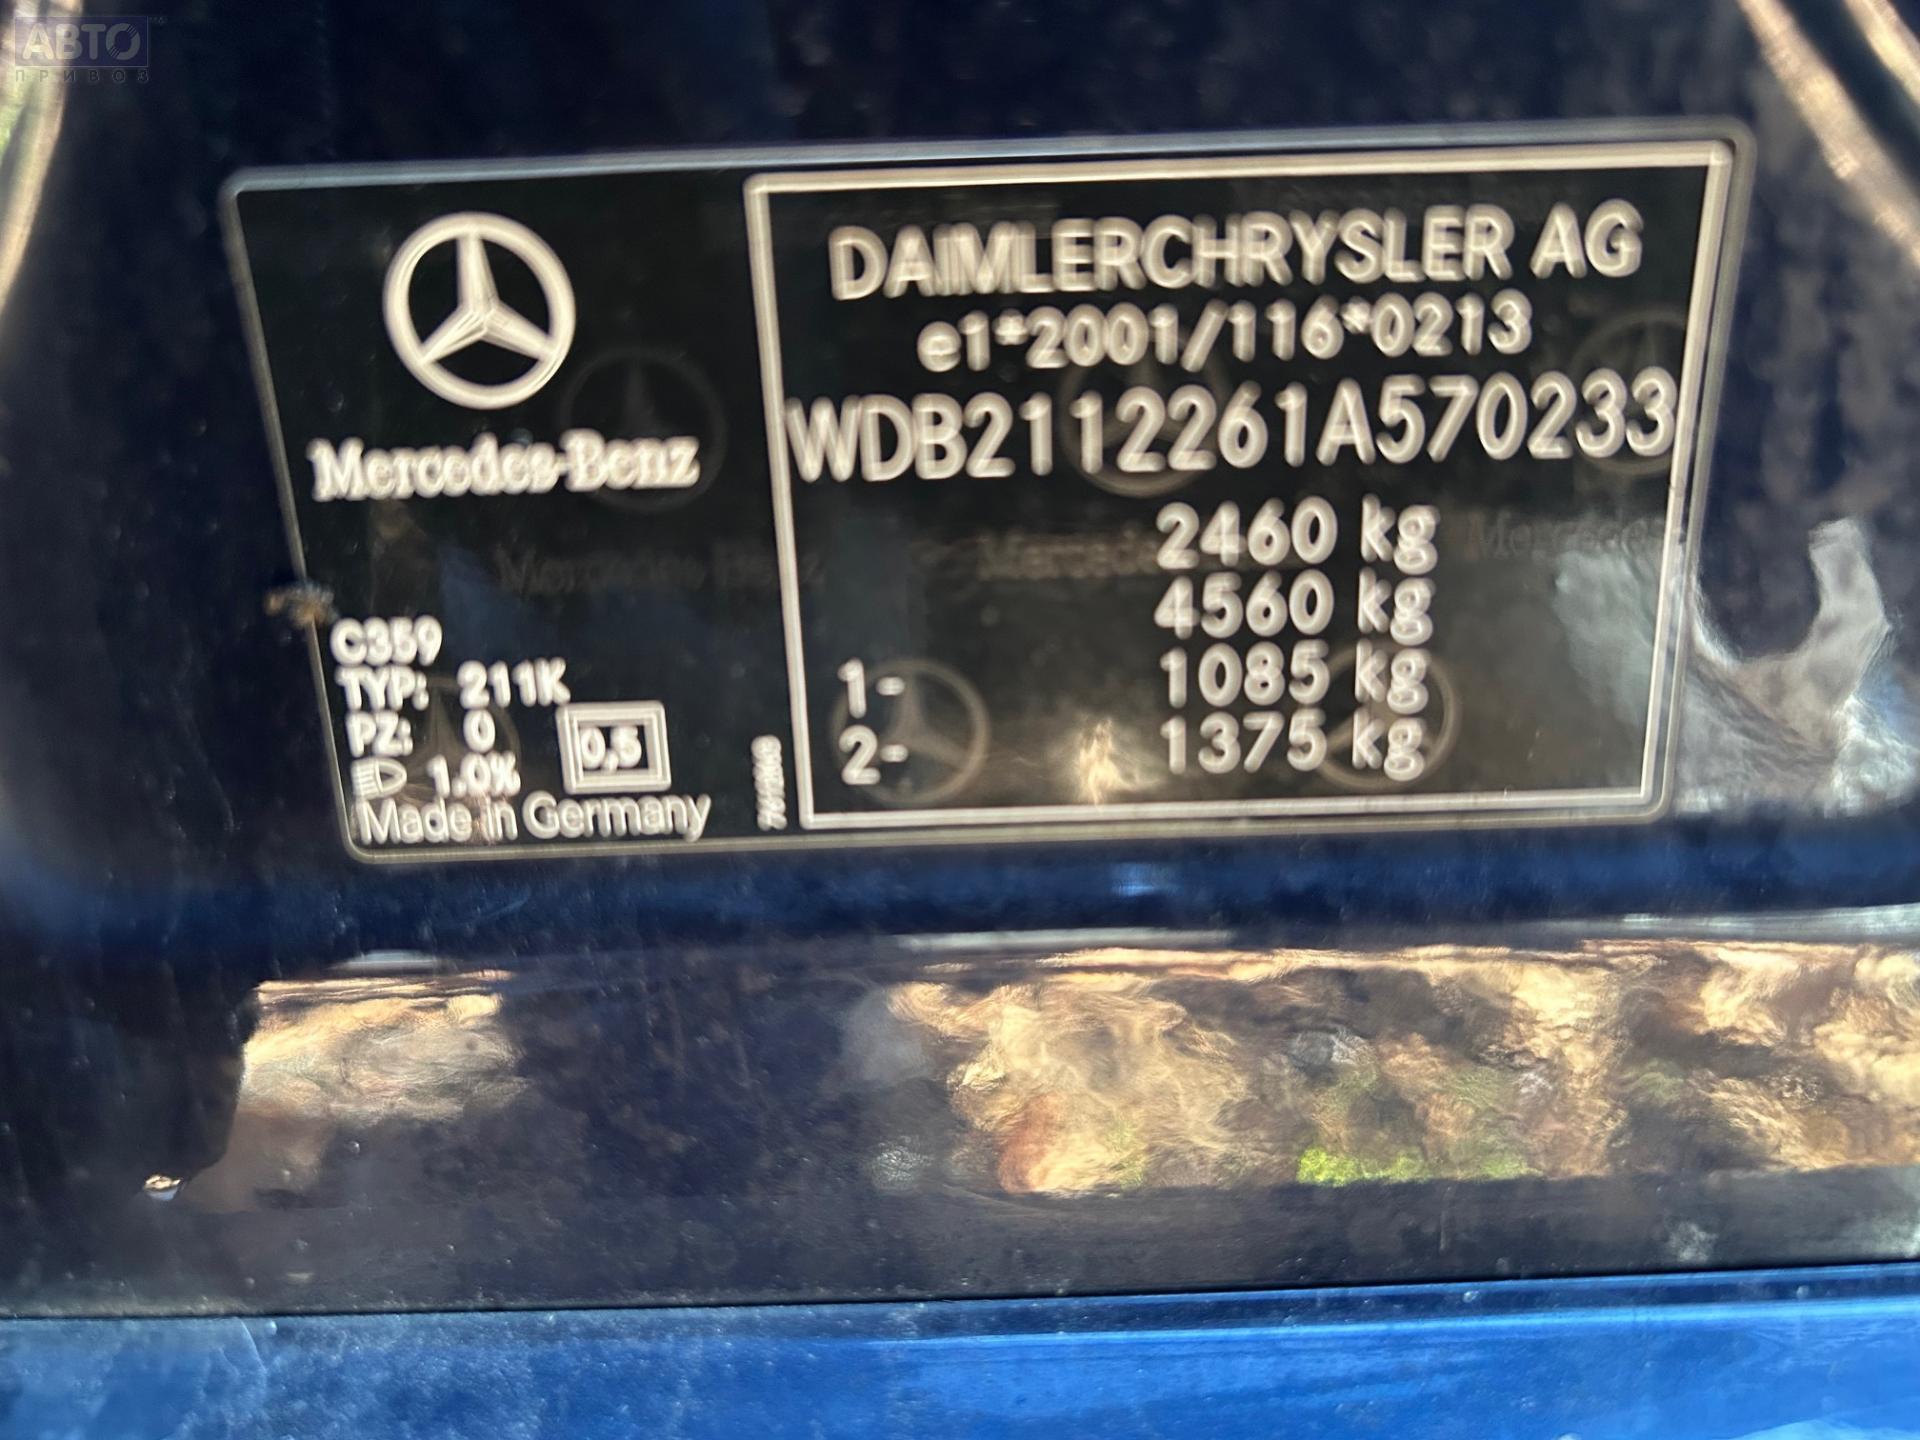 АВТО
ПРИВОЗ
Mercedes-Benz
C359
TYP: 211K
PZ: 0
1.0%
0,5
Made in Germany
DAIMLERCHRYSLER AG
e1*2001/116*0213
WDB2112261A570233
2460 kg
4560 kg
1- 1085 kg
2- 1375 kg